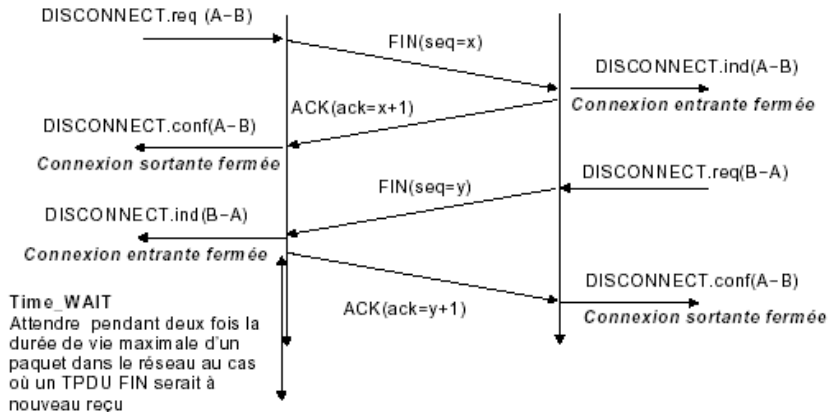 DISCONNECT.req (A-B)
FIN(seq=x)
DISCONNECT.ind(A-B)
Connexion entrante fermée
ACK(ack=x+1)
DISCONNECT.conf(A-B)
Connexion sortante fermée
DISCONNECT.req(B-A)
FIN(seq=y)
DISCONNECT.ind(B-A)
Connexion entrante fermée
DISCONNECT.conf(A-B)
Connexion sortante fermée
ACK(ack=y+1)
Time_WAIT
Attendre pendant deux fois la
durée de vie maximale d'un
paquet dans le réseau au cas
où un TPDU FIN serait à
nouveau reçu